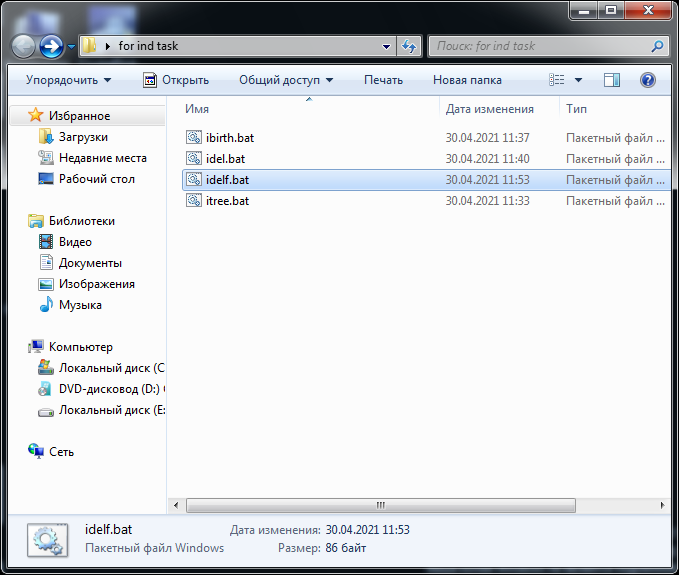 for ind task
Поиск: for ind task
Упорядочить Открыть Общий доступ Печать Новая папка
Имя Дата изменения Тип
Избранное
Загрузки
Недавние места
Рабочий стол
Библиотеки
Видео
Документы
Изображения
Музыка
Компьютер
Локальный диск (C
DVD-дисковод (D:)
Локальный диск (E:
Сеть
ibirth.bat 30.04.2021 11:37 Пакетный файл ...
idel.bat 30.04.2021 11:40 Пакетный файл ...
idelf.bat 30.04.2021 11:53 Пакетный файл ...
itree.bat 30.04.2021 11:33 Пакетный файл ...
idelf.bat Дата изменения: 30.04.2021 11:53
Пакетный файл Windows Размер: 86 байт